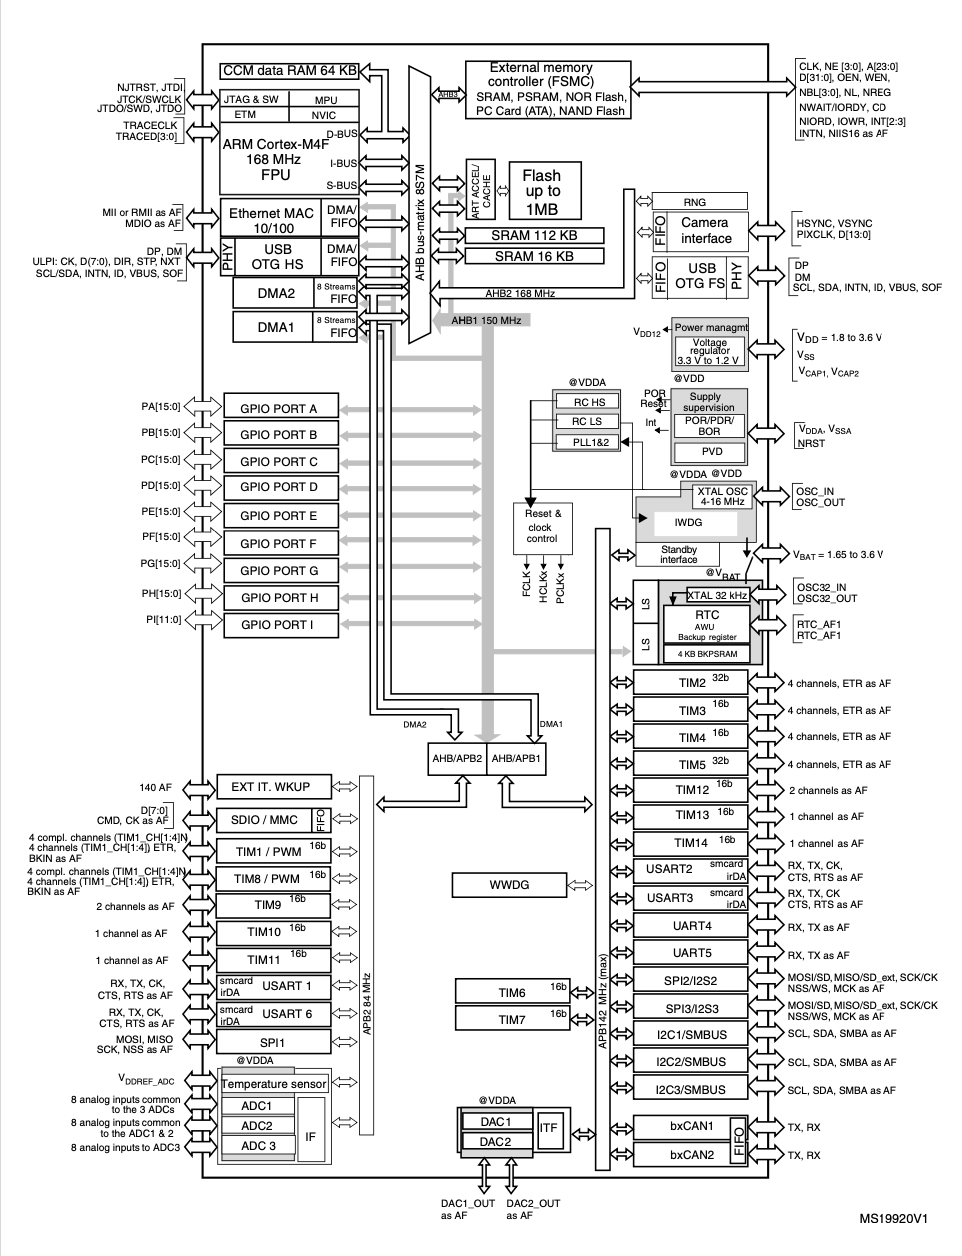 CCM data RAM 64 KB
External memory
controller (FSMC)
SRAM, PSRAM, NOR Flash,
PC Card (ATA), NAND Flash
AHB3
CLK, NE [3:0], A[23:0]
D[31:0], OEN, WEN,
NBL[3:0], NL, NREG
NWAIT/IORDY, CD
NIORD, IOWR, INT[2:3]
INTN, NIIS16 as AF
NJTRST, JTDI,
JTCK/SWCLK
JTDO/SWD, JTDO
TRACECLK
TRACED[3:0]
JTAG & SW
MPU
ETM
NVIC
ARM Cortex-M4F
168 MHz
FPU
D-BUS
I-BUS
S-BUS
AHB bus-matrix 8S7M
ART ACCEL/
CACHE
Flash
up to
1MB
SRAM 112 KB
SRAM 16 KB
AHB2 168 MHz
AHB1 150 MHz
MII or RMII as AF
MDIO as AF
Ethernet MAC
10/100
DMA/
FIFO
DP, DM
ULPI: CK, D(7:0), DIR, STP, NXT
SCL/SDA, INTN, ID, VBUS, SOF
PHY
USB
OTG HS
DMA/
FIFO
DMA2
8 Streams
FIFO
DMA1
8 Streams
FIFO
RNG
FIFO
Camera
interface
HSYNC, VSYNC
PIXCLK, D[13:0]
FIFO
USB
OTG FS
PHY
DP
DM
SCL, SDA, INTN, ID, VBUS, SOF
VDD12
Power managmt
Voltage
regulator
3.3 V to 1.2 V
VDD = 1.8 to 3.6 V
VSS
VCAP1, VCAP2
@VDD
@VDDA
RC HS
RC LS
PLL1&2
POR
Reset
Int
Supply
supervision
POR/PDR/
BOR
PVD
VDDA, VSSA
NRST
@VDDA
@VDD
XTAL OSC
4-16 MHz
OSC_IN
OSC_OUT
IWDG
Reset &
clock
control
FCLK
HCLKx
PCLKx
Standby
interface
VBAT = 1.65 to 3.6 V
@VBAT
LS
LS
XTAL 32 kHz
OSC32_IN
OSC32_OUT
RTC
AWU
Backup register
RTC_AF1
RTC_AF1
4 KB BKPSRAM
PA[15:0]
GPIO PORT A
PB[15:0]
GPIO PORT B
PC[15:0]
GPIO PORT C
PD[15:0]
GPIO PORT D
PE[15:0]
GPIO PORT E
PF[15:0]
GPIO PORT F
PG[15:0]
GPIO PORT G
PH[15:0]
GPIO PORT H
PI[11:0]
GPIO PORT I
DMA2
DMA1
AHB/APB2
AHB/APB1
TIM2 32b
4 channels, ETR as AF
TIM3 16b
4 channels, ETR as AF
TIM4 16b
4 channels, ETR as AF
TIM5 32b
4 channels, ETR as AF
TIM12 16b
2 channels as AF
TIM13 16b
1 channel as AF
TIM14 16b
1 channel as AF
USART2
smcard
irDA
RX, TX, CK,
CTS, RTS as AF
USART3
smcard
irDA
RX, TX, CK
CTS, RTS as AF
UART4
RX, TX as AF
UART5
RX, TX as AF
SPI2/I2S2
MOSI/SD, MISO/SD_ext, SCK/CK
NSS/WS, MCK as AF
SPI3/I2S3
MOSI/SD, MISO/SD_ext, SCK/CK
NSS/WS, MCK as AF
I2C1/SMBUS
SCL, SDA, SMBA as AF
I2C2/SMBUS
SCL, SDA, SMBA as AF
I2C3/SMBUS
SCL, SDA, SMBA as AF
bxCAN1
TX, RX
bxCAN2
TX, RX
FIFO
APB142 MHz (max)
WWDG
TIM6 16b
TIM7 16b
@VDDA
DAC1
DAC2
ITF
DAC1_OUT
as AF
DAC2_OUT
as AF
140 AF
EXT IT. WKUP
D[7:0]
CMD, CK as AF
SDIO / MMC
FIFO
4 compl. channels (TIM1_CH[1:4]N
4 channels (TIM1_CH[1:4]) ETR,
BKIN as AF
TIM1 / PWM 16b
4 compl. channels (TIM1_CH[1:4]N
4 channels (TIM1_CH[1:4]) ETR,
BKIN as AF
TIM8 / PWM 16b
2 channels as AF
TIM9 16b
1 channel as AF
TIM10 16b
1 channel as AF
TIM11 16b
RX, TX, CK,
CTS, RTS as AF
smcard
irDA
USART 1
RX, TX, CK,
CTS, RTS as AF
smcard
irDA
USART 6
MOSI, MISO
SCK, NSS as AF
SPI1
APB2 84 MHz
@VDDA
VDDREF_ADC
Temperature sensor
8 analog inputs common
to the 3 ADCs
ADC1
8 analog inputs common
to the ADC1 & 2
ADC2
8 analog inputs to ADC3
ADC 3
IF
MS19920V1